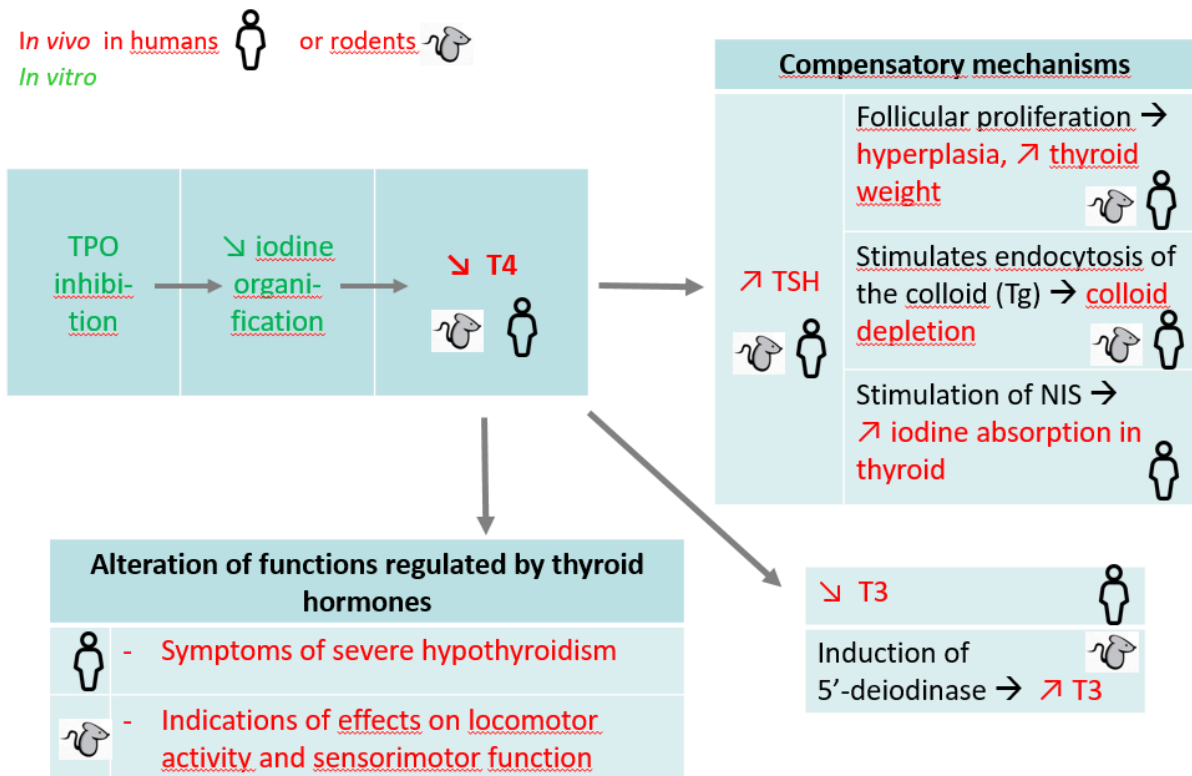 In vivo in humans or rodents
In vitro
TPO
inhibi-
tion
↘ iodine
organi-
fication
↘ T4
Compensatory mechanisms
↗ TSH
Follicular proliferation →
hyperplasia, ↗ thyroid
weight
Stimulates endocytosis of
the colloid (Tg) → colloid
depletion
Stimulation of NIS →
↗ iodine absorption in
thyroid
Alteration of functions regulated by thyroid
hormones
- Symptoms of severe hypothyroidism
- Indications of effects on locomotor
activity and sensorimotor function
↘ T3
Induction of
5’-deiodinase → ↗ T3